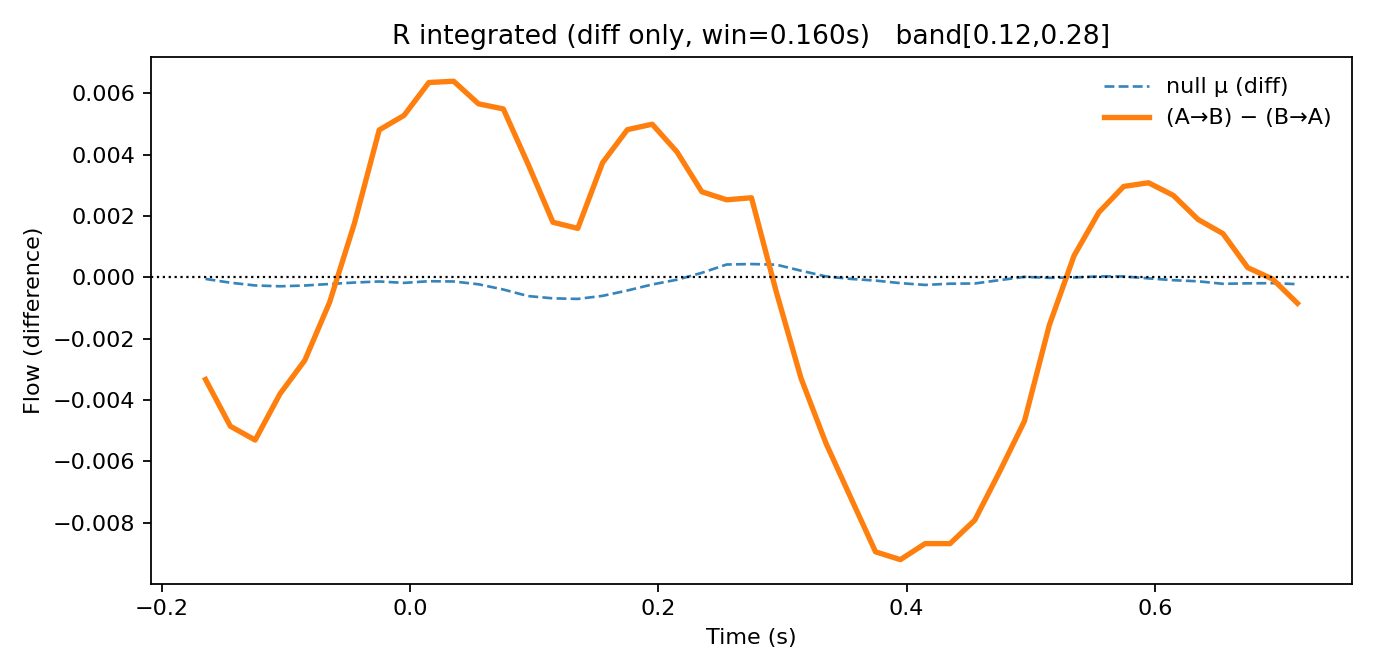 R integrated (diff only, win=0.160s)   band[0.12,0.28]
null μ (diff)
(A→B) − (B→A)
Flow (difference)
0.006
0.004
0.002
0.000
−0.002
−0.004
−0.006
−0.008
−0.2
0.0
0.2
0.4
0.6
Time (s)